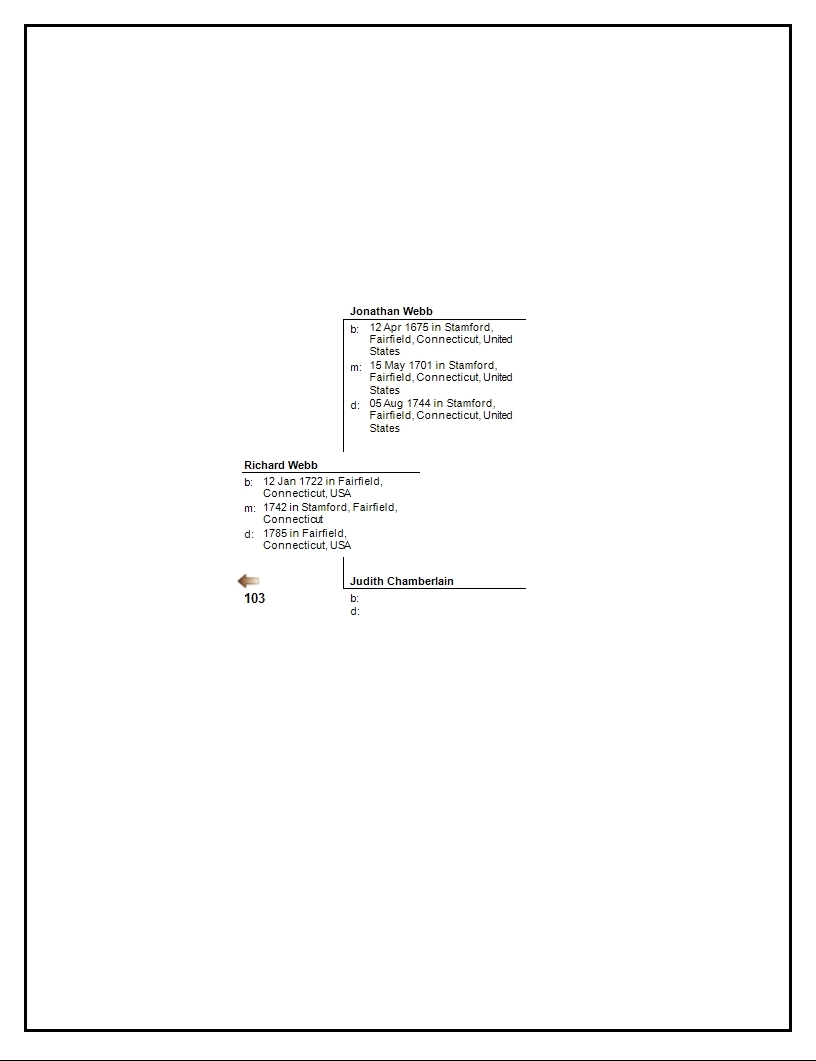 Jonathan Webb
b: 12 Apr 1675 in Stamford,
Fairfield, Connecticut, United
States
m: 15 May 1701 in Stamford,
Fairfield, Connecticut, United
States
d: 05 Aug 1744 in Stamford,
Fairfield, Connecticut, United
States
Richard Webb
b: 12 Jan 1722 in Fairfield,
Connecticut, USA
m: 1742 in Stamford, Fairfield,
Connecticut
d: 1785 in Fairfield,
Connecticut, USA
Judith Chamberlain
b:
d:
103